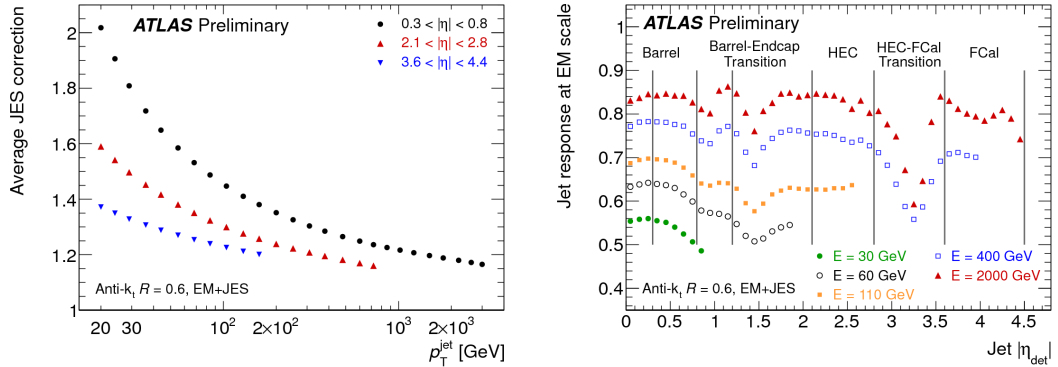 ATLAS Preliminary
0.3 < |η| < 0.8
2.1 < |η| < 2.8
3.6 < |η| < 4.4
Average JES correction
2
1.8
1.6
1.4
1.2
1
Anti-kt R = 0.6, EM+JES
20 30 10² 2×10² 10³ 2×10³
pTjet [GeV]
ATLAS Preliminary
Barrel
Barrel-Endcap
Transition
HEC
HEC-FCal
Transition
FCal
Jet response at EM scale
1
0.9
0.8
0.7
0.6
0.5
0.4
E = 30 GeV
E = 60 GeV
E = 110 GeV
E = 400 GeV
E = 2000 GeV
Anti-kt R = 0.6, EM+JES
0 0.5 1 1.5 2 2.5 3 3.5 4 4.5
Jet |ηdet|